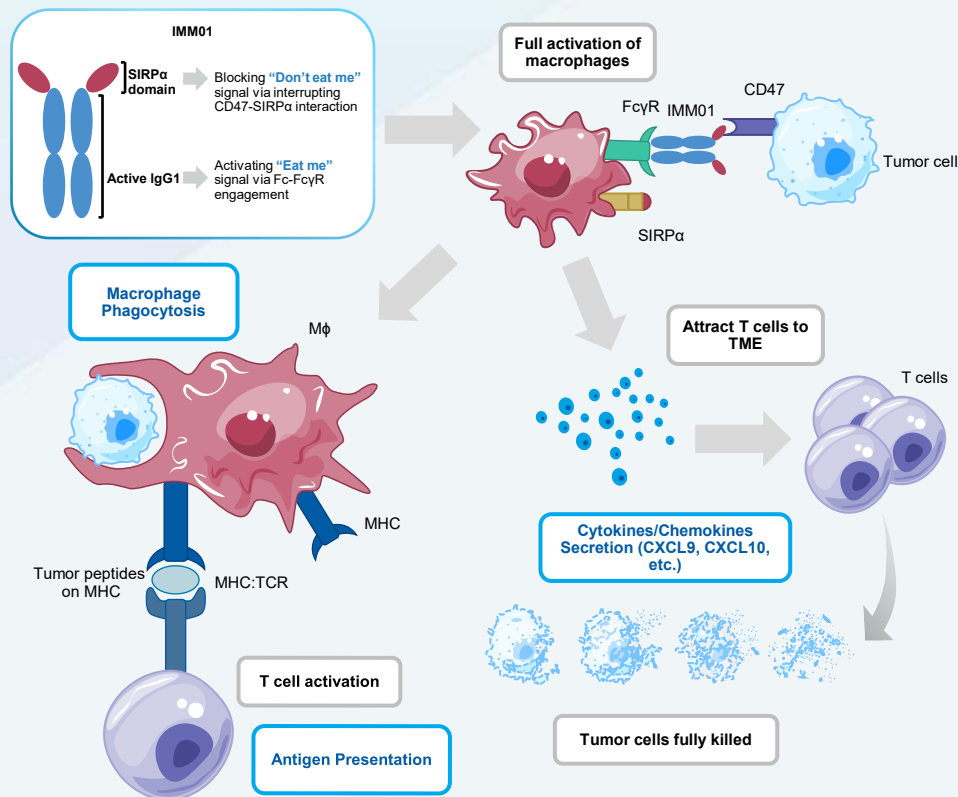 IMM01
SIRPα
domain
Blocking “Don’t eat me”
signal via interrupting
CD47-SIRPα interaction
Active IgG1
Activating “Eat me”
signal via Fc-FcγR
engagement
Full activation of
macrophages
FcγR
IMM01
CD47
Tumor cell
SIRPα
Macrophage
Phagocytosis
Mϕ
MHC
Tumor peptides
on MHC
MHC:TCR
T cell activation
Antigen Presentation
Attract T cells to
TME
T cells
Cytokines/Chemokines
Secretion (CXCL9, CXCL10,
etc.)
Tumor cells fully killed